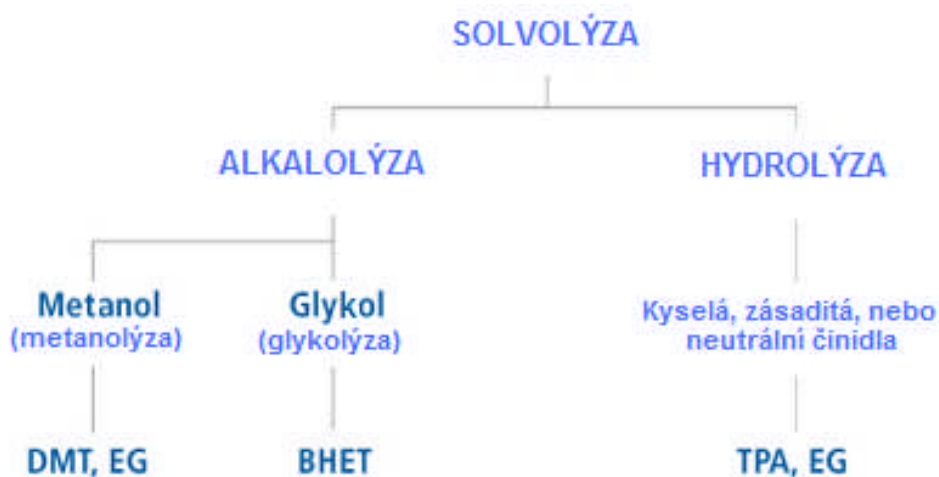 SOLVOLÝZA
ALKALOLÝZA
HYDROLÝZA
Metanol
(metanolýza)
Glykol
(glykolýza)
Kyselá, zásaditá, nebo
neutrální činidla
DMT, EG
BHET
TPA, EG